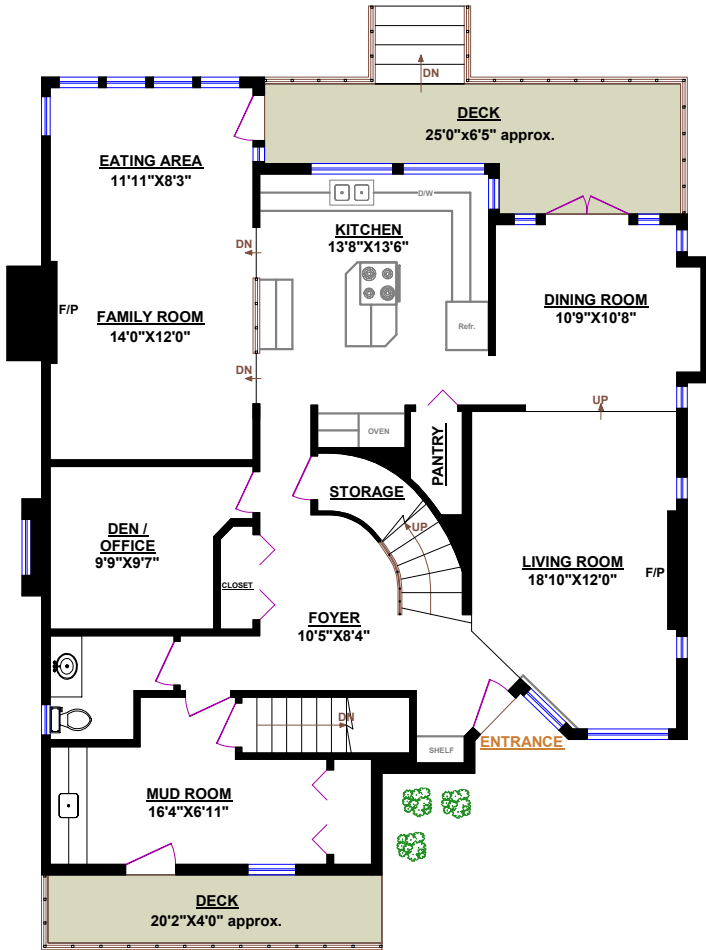 DN
DECK
25'0"x6'5" approx.
EATING AREA
11'11"X8'3"
D/W
KITCHEN
13'8"X13'6"
DN
F/P
FAMILY ROOM
14'0"X12'0"
DINING ROOM
10'9"X10'8"
Refr.
DN
UP
OVEN
PANTRY
STORAGE
UP
DEN /
OFFICE
9'9"X9'7"
LIVING ROOM
18'10"X12'0"
F/P
CLOSET
FOYER
10'5"X8'4"
DN
SHELF
ENTRANCE
MUD ROOM
16'4"X6'11"
DECK
20'2"X4'0" approx.